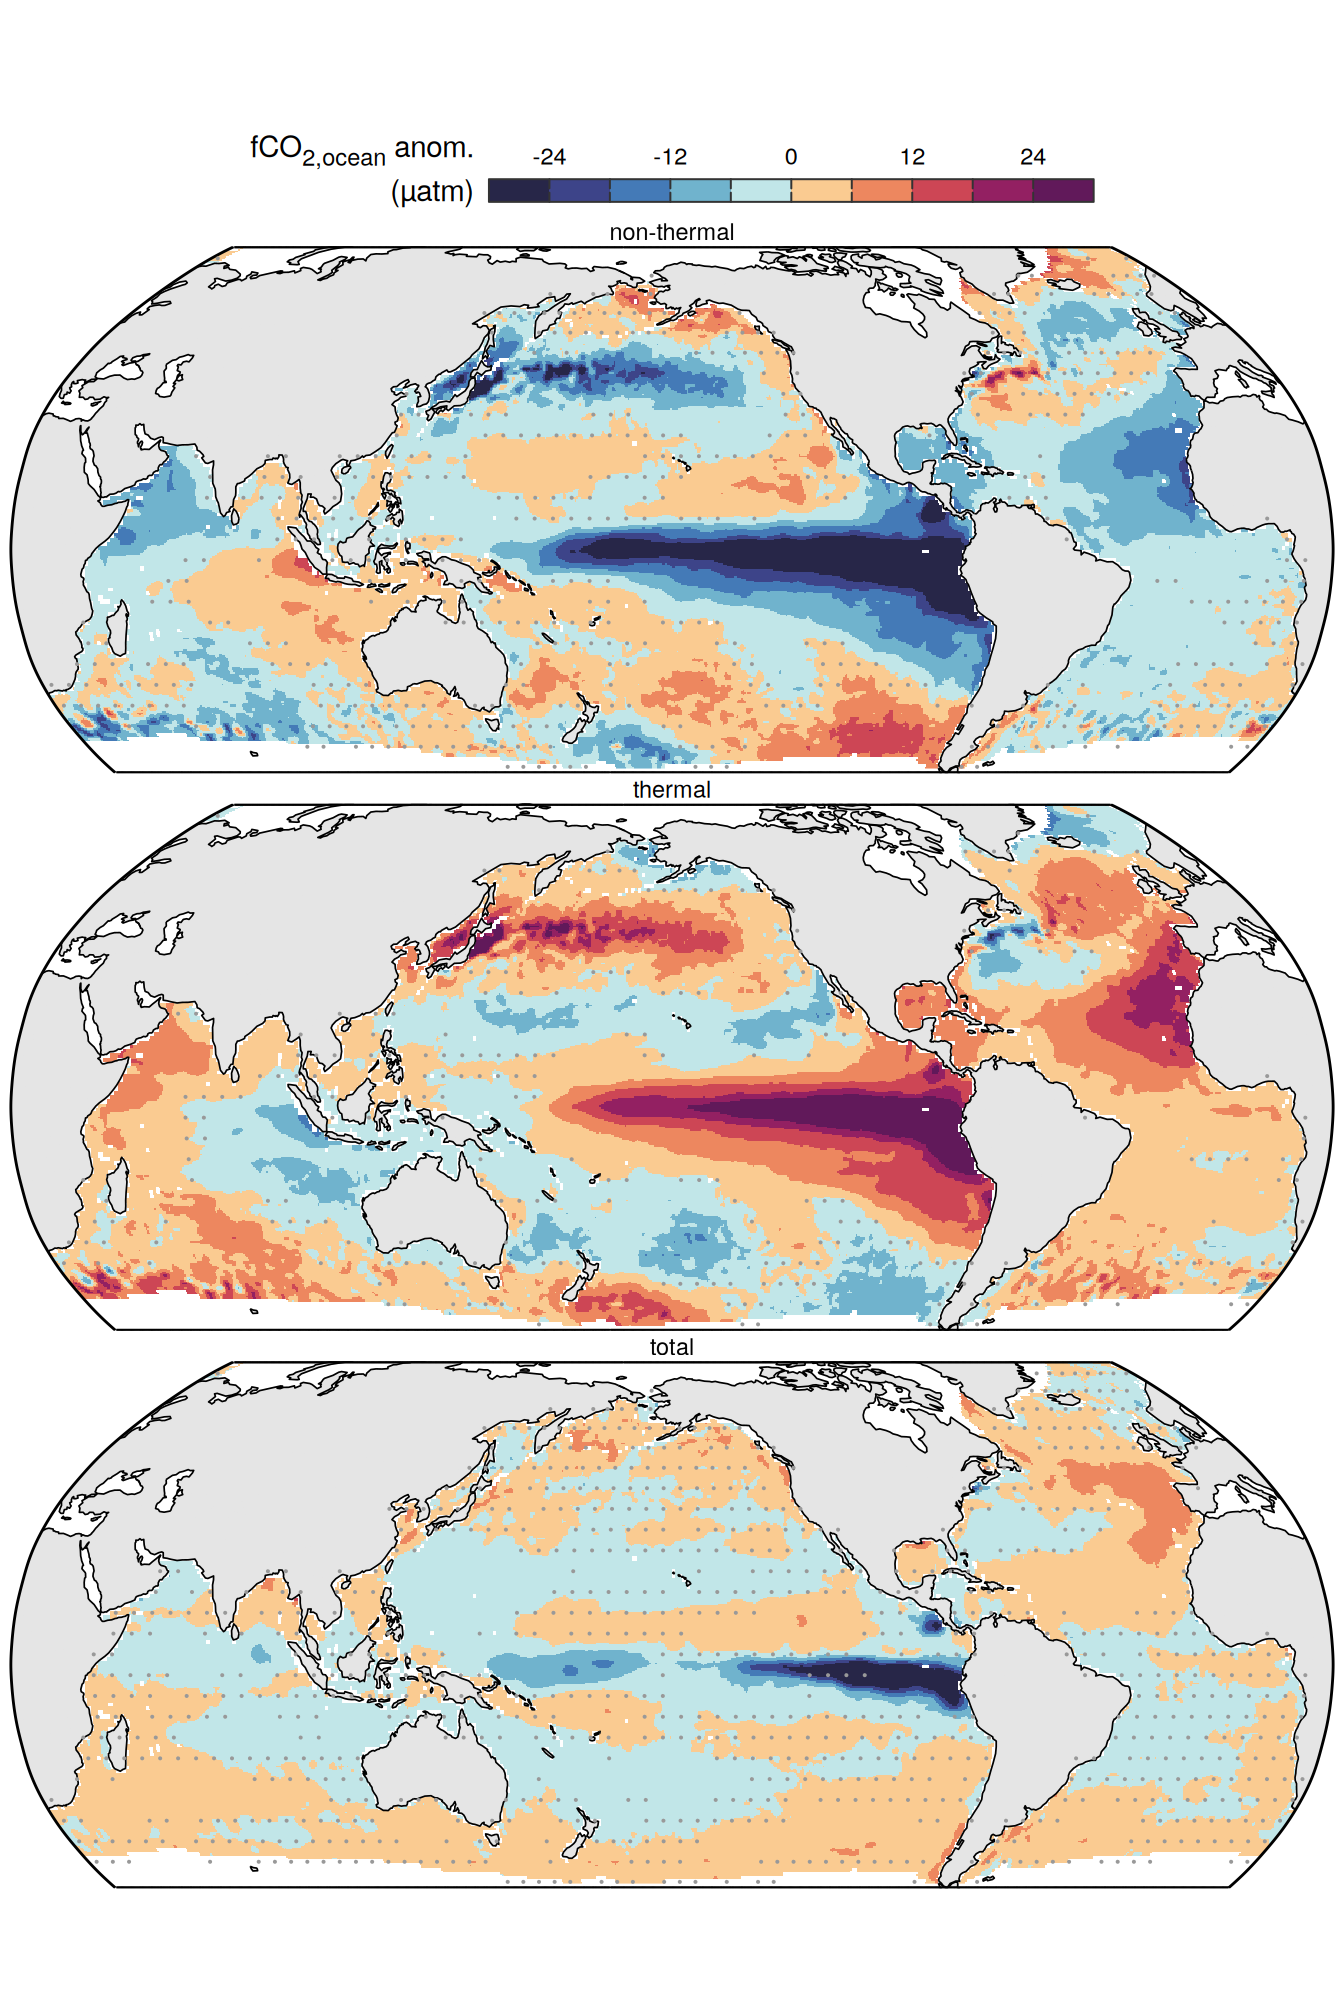 fCO2,ocean anom.
(µatm)
-24 -12 0 12 24
non-thermal
thermal
total